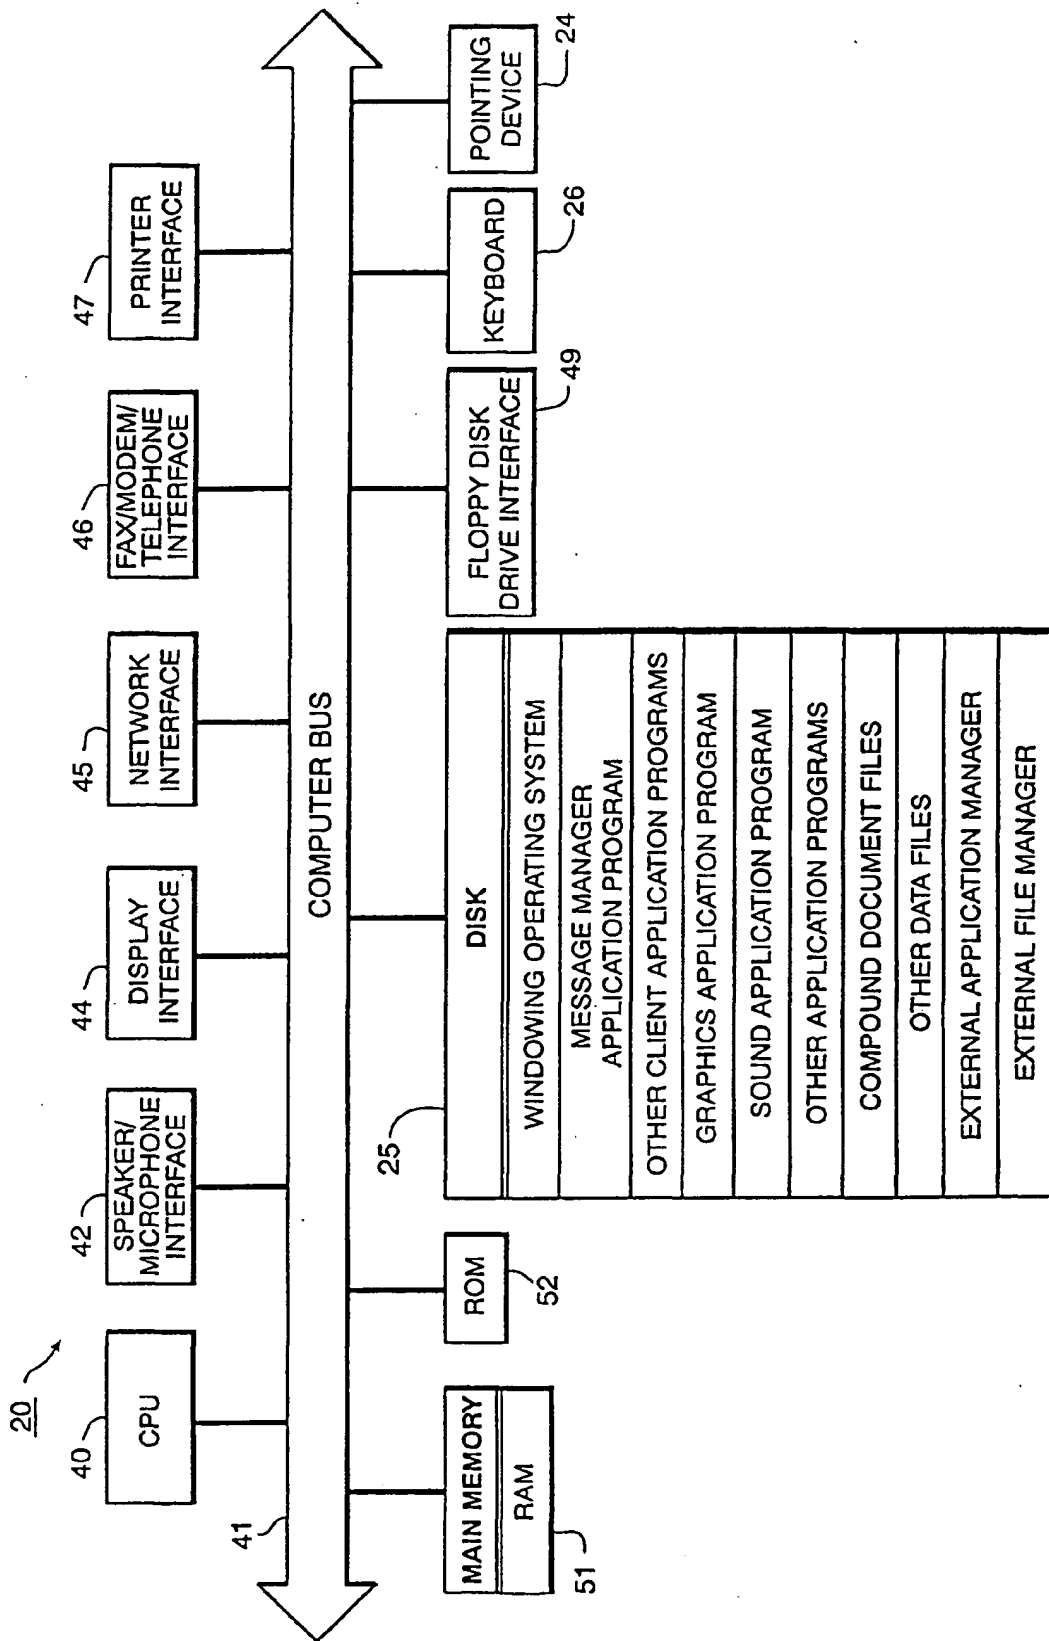 20
40
CPU
42
SPEAKER/
MICROPHONE
INTERFACE
44
DISPLAY
INTERFACE
45
NETWORK
INTERFACE
46
FAX/MODEM/
TELEPHONE
INTERFACE
47
PRINTER
INTERFACE
41
COMPUTER BUS
MAIN MEMORY
RAM
51
ROM
52
25
DISK
WINDOWING OPERATING SYSTEM
MESSAGE MANAGER
APPLICATION PROGRAM
OTHER CLIENT APPLICATION PROGRAMS
GRAPHICS APPLICATION PROGRAM
SOUND APPLICATION PROGRAM
OTHER APPLICATION PROGRAMS
COMPOUND DOCUMENT FILES
OTHER DATA FILES
EXTERNAL APPLICATION MANAGER
EXTERNAL FILE MANAGER
FLOPPY DISK
DRIVE INTERFACE
49
KEYBOARD
26
POINTING
DEVICE
24